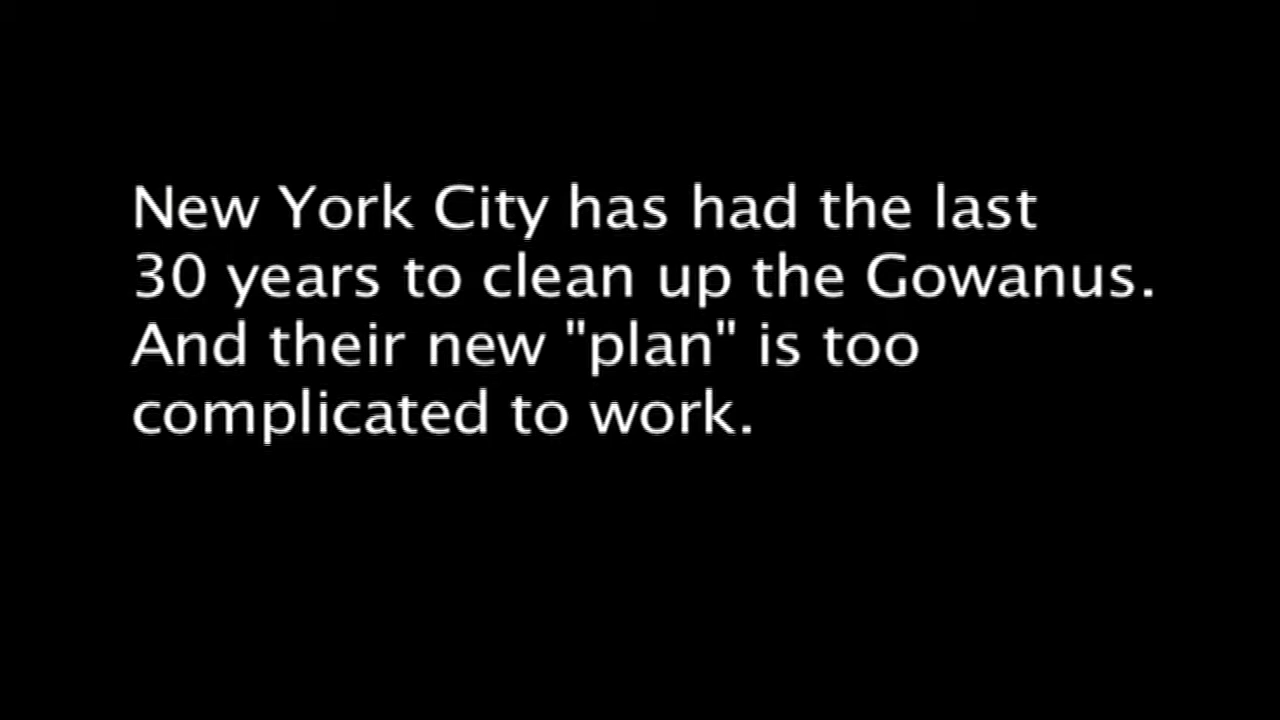 New York City has had the last
30 years to clean up the Gowanus.
And their new "plan" is too
complicated to work.